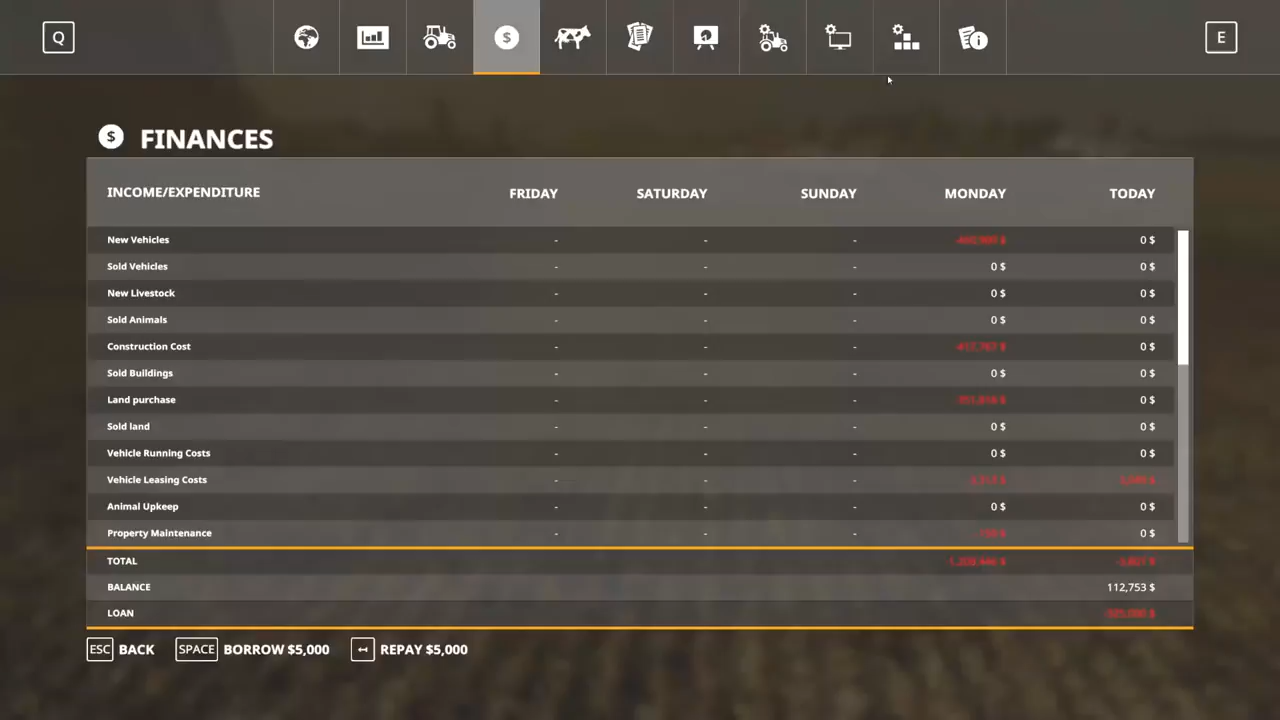 Q
E
$ FINANCES
INCOME/EXPENDITURE FRIDAY SATURDAY SUNDAY MONDAY TODAY
New Vehicles - - - 0 $
Sold Vehicles - - - 0 $ 0 $
New Livestock - - - 0 $ 0 $
Sold Animals - - - 0 $ 0 $
Construction Cost - - - 0 $
Sold Buildings - - - 0 $ 0 $
Land purchase - - - 0 $
Sold land - - - 0 $ 0 $
Vehicle Running Costs - - - 0 $ 0 $
Vehicle Leasing Costs - - -
Animal Upkeep - - - 0 $ 0 $
Property Maintenance - - - 0 $
TOTAL
BALANCE 112,753 $
LOAN
ESC BACK SPACE BORROW $5,000 ↔ REPAY $5,000